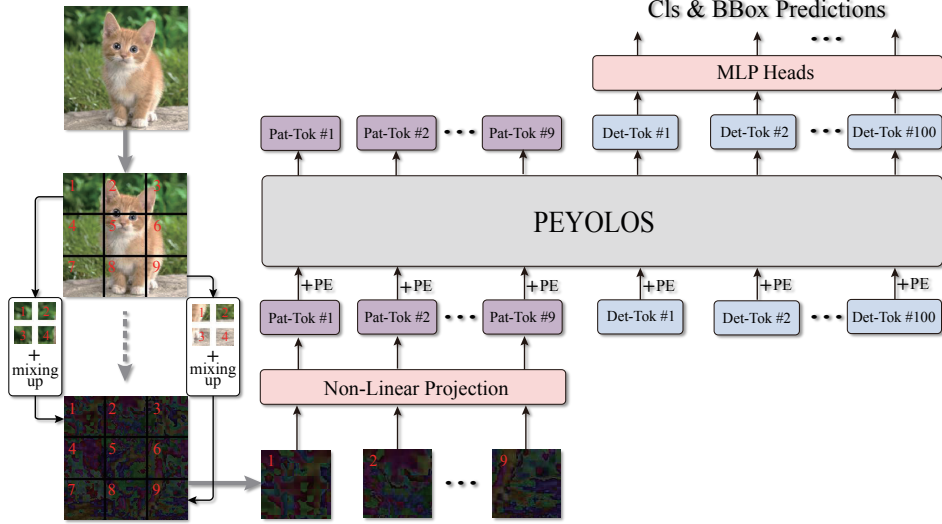 Cls & BBox Predictions
MLP Heads
Pat-Tok #1 Pat-Tok #2 Pat-Tok #9 Det-Tok #1 Det-Tok #2 Det-Tok #100
PEYOLOS
+PE +PE +PE +PE +PE +PE
Pat-Tok #1 Pat-Tok #2 Pat-Tok #9 Det-Tok #1 Det-Tok #2 Det-Tok #100
Non-Linear Projection
1 2 9
1 2 3
4 5 6
7 8 9
+
mixing
up
1 2
3 4
+
mixing
up
1 2 3
4 5 6
7 8 9